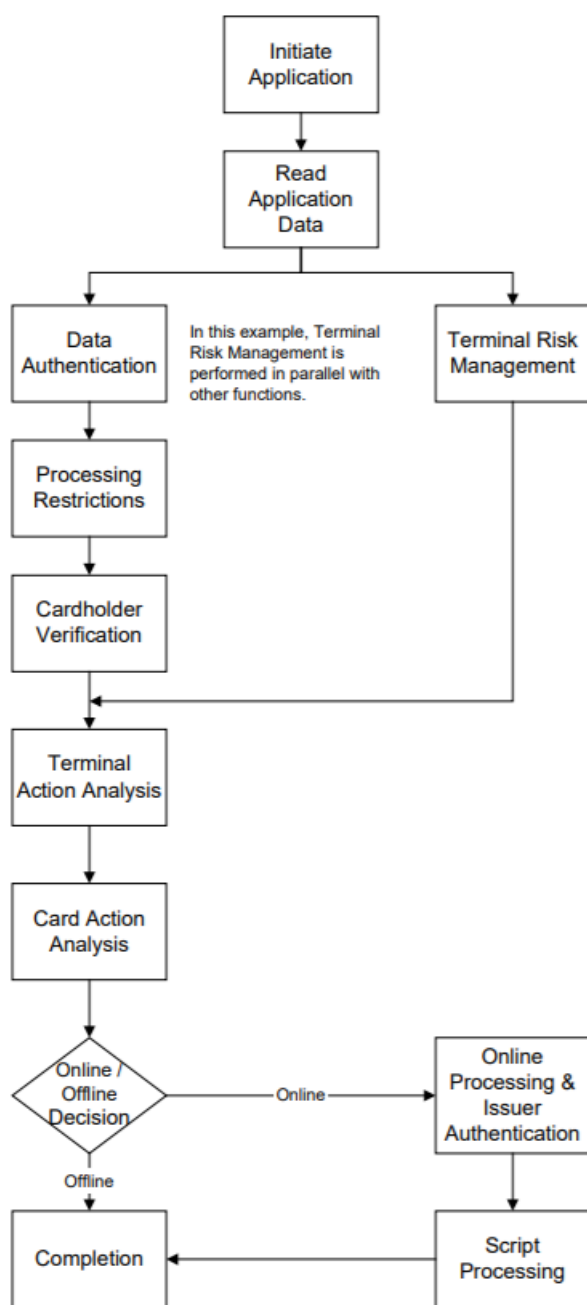 Initiate
Application
Read
Application
Data
Data
Authentication
In this example, Terminal
Risk Management is
performed in parallel with
other functions.
Terminal Risk
Management
Processing
Restrictions
Cardholder
Verification
Terminal
Action Analysis
Card Action
Analysis
Online /
Offline
Decision
Online
Online
Processing &
Issuer
Authentication
Offline
Completion
Script
Processing